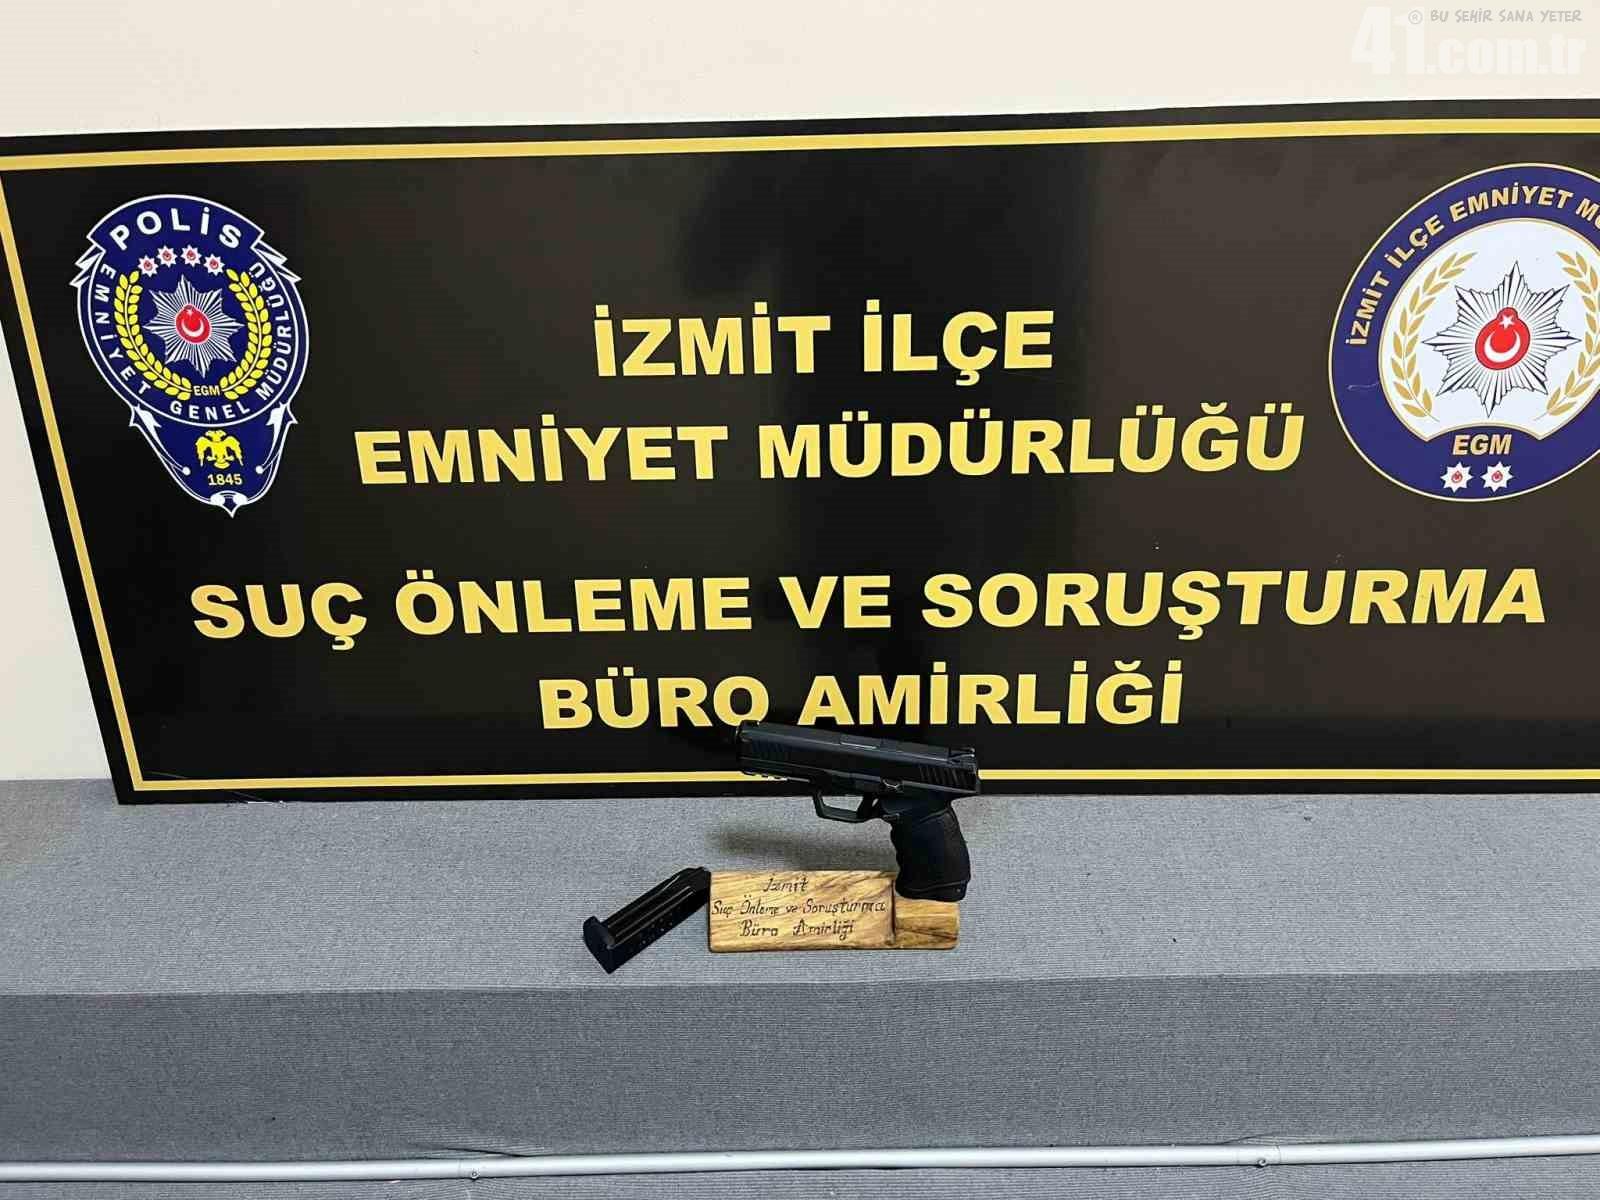 ® BU ŞEHİR SANA YETER
41.com.tr
POLİS
EMNİYET GENEL MÜDÜRLÜĞÜ
EGM
1845
İZMİT İLÇE EMNİYET
EGM
İZMİT İLÇE
EMNİYET MÜDÜRLÜĞÜ
SUÇ ÖNLEME VE SORUŞTURMA
BÜRO AMİRLİĞİ
İzmit
Suç Önleme ve Soruşturma
Büro Amirliği